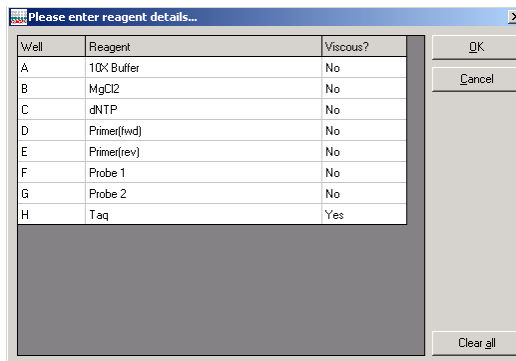 Please enter reagent details...
Well Reagent Viscous?
A 10X Buffer No
B MgCl2 No
C dNTP No
D Primer(fwd) No
E Primer(rev) No
F Probe 1 No
G Probe 2 No
H Taq Yes
OK
Cancel
Clear all